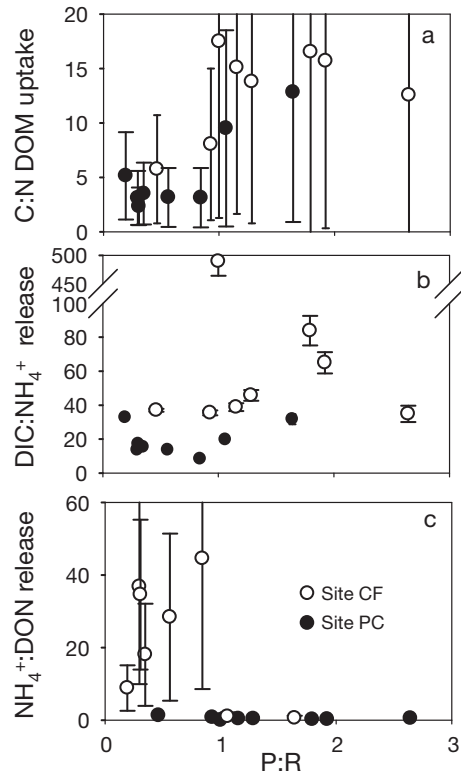 20
a
15
10
5
0
C:N DOM uptake
500
b
450
100
80
60
40
20
0
DIC:NH₄⁺ release
60
c
40
20
0
NH₄⁺:DON release
Site CF
Site PC
0 1 2 3
P:R